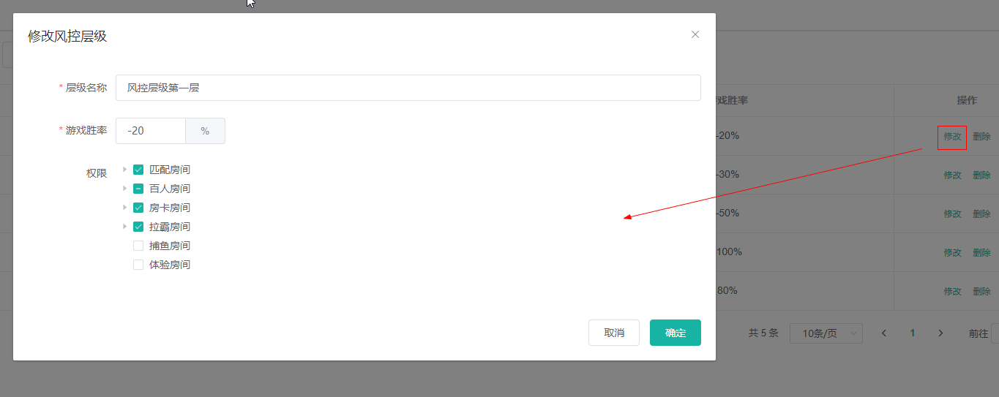 修改风控层级
* 层级名称 风控层级第一层
* 游戏胜率 -20 %
权限
匹配房间
百人房间
房卡房间
拉霸房间
捕鱼房间
体验房间
取消 确定
戏胜率 操作
-20% 修改 删除
-30% 修改 删除
-50% 修改 删除
100% 修改 删除
80% 修改 删除
共 5 条 10条/页 1 前往